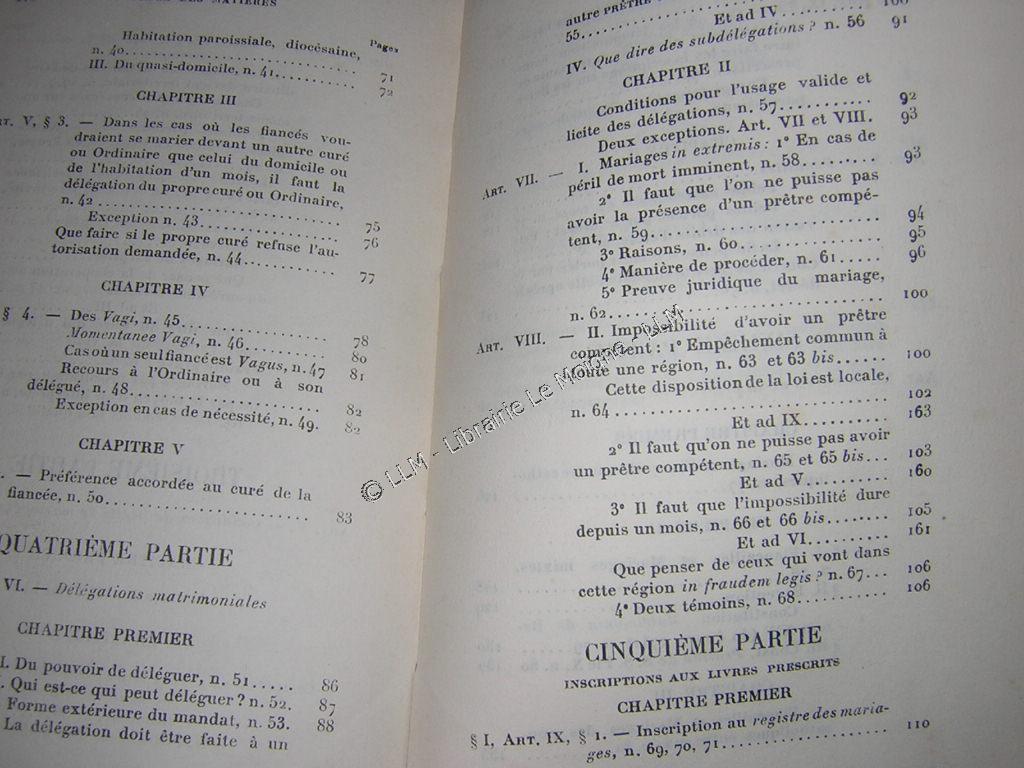 DES MATIÈRES
Pages
Habitation paroissiale, diocésaine,
n. 40 71
III. Du quasi-domicile, n. 41 72
CHAPITRE III
RT. V, § 3. — Dans les cas où les fiancés vou-
draient se marier devant un autre curé
ou Ordinaire que celui du domicile ou
de l'habitation d'un mois, il faut la
délégation du propre curé ou Ordinaire,
n. 42 75
Exception n. 43 76
Que faire si le propre curé refuse l'au-
torisation demandée, n. 44 77
CHAPITRE IV
§ 4. — Des Vagi, n. 45 78
Momentanee Vagi, n. 46 80
Cas où un seul fiancé est Vagus, n. 47 81
Recours à l'Ordinaire ou à son
délégué, n. 48 82
Exception en cas de nécessité, n. 49. 82
CHAPITRE V
. — Préférence accordée au curé de la
fiancée, n. 50 83
QUATRIÈME PARTIE
VI. — Délégations matrimoniales
CHAPITRE PREMIER
I. Du pouvoir de déléguer, n. 51 86
. Qui est-ce qui peut déléguer? n. 52. 87
Forme extérieure du mandat, n. 53. 88
La délégation doit être faite à un
autre PRÊTRE
55 100
Et ad IV
IV. Que dire des subdélégations? n. 56 91
CHAPITRE II
Conditions pour l'usage valide et
licite des délégations, n. 57 92
Deux exceptions. Art. VII et VIII. 93
ART. VII. — I. Mariages in extremis : 1° En cas de
péril de mort imminent, n. 58 93
2° Il faut que l'on ne puisse pas
avoir la présence d'un prêtre compé-
tent, n. 59 94
3° Raisons, n. 60 95
4° Manière de procéder, n. 61 96
5° Preuve juridique du mariage,
n. 62 100
ART. VIII. — II. Impossibilité d'avoir un prêtre
compétent : 1° Empêchement commun à
toute une région, n. 63 et 63 bis 100
Cette disposition de la loi est locale,
n. 64 102
Et ad IX 163
2° Il faut qu'on ne puisse pas avoir
un prêtre compétent, n. 65 et 65 bis 103
Et ad V 160
3° Il faut que l'impossibilité dure
depuis un mois, n. 66 et 66 bis 105
Et ad VI 161
Que penser de ceux qui vont dans
cette région in fraudem legis? n. 67 106
4° Deux témoins, n. 68 106
CINQUIÈME PARTIE
INSCRIPTIONS AUX LIVRES PRESCRITS
CHAPITRE PREMIER
§ I, ART. IX, § 1. — Inscription au registre des maria-
ges, n. 69, 70, 71 110
© LLM - Librairie Le Moigne - LLM